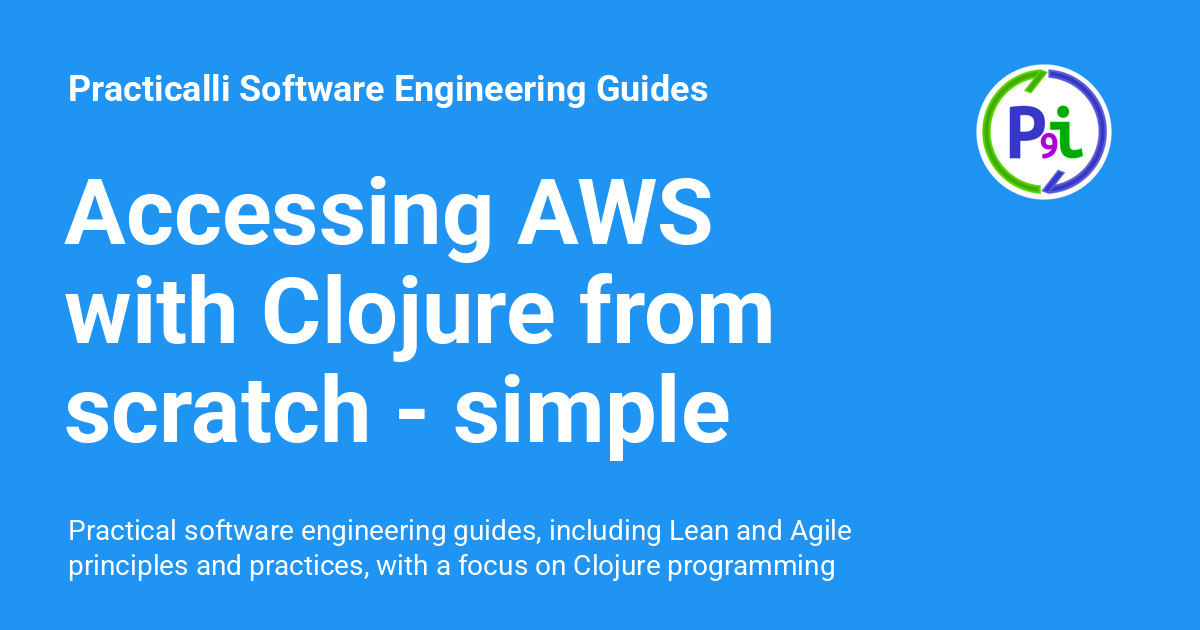 Practicalli Software Engineering Guides
P9i
Accessing AWS
with Clojure from
scratch - simple
Practical software engineering guides, including Lean and Agile
principles and practices, with a focus on Clojure programming